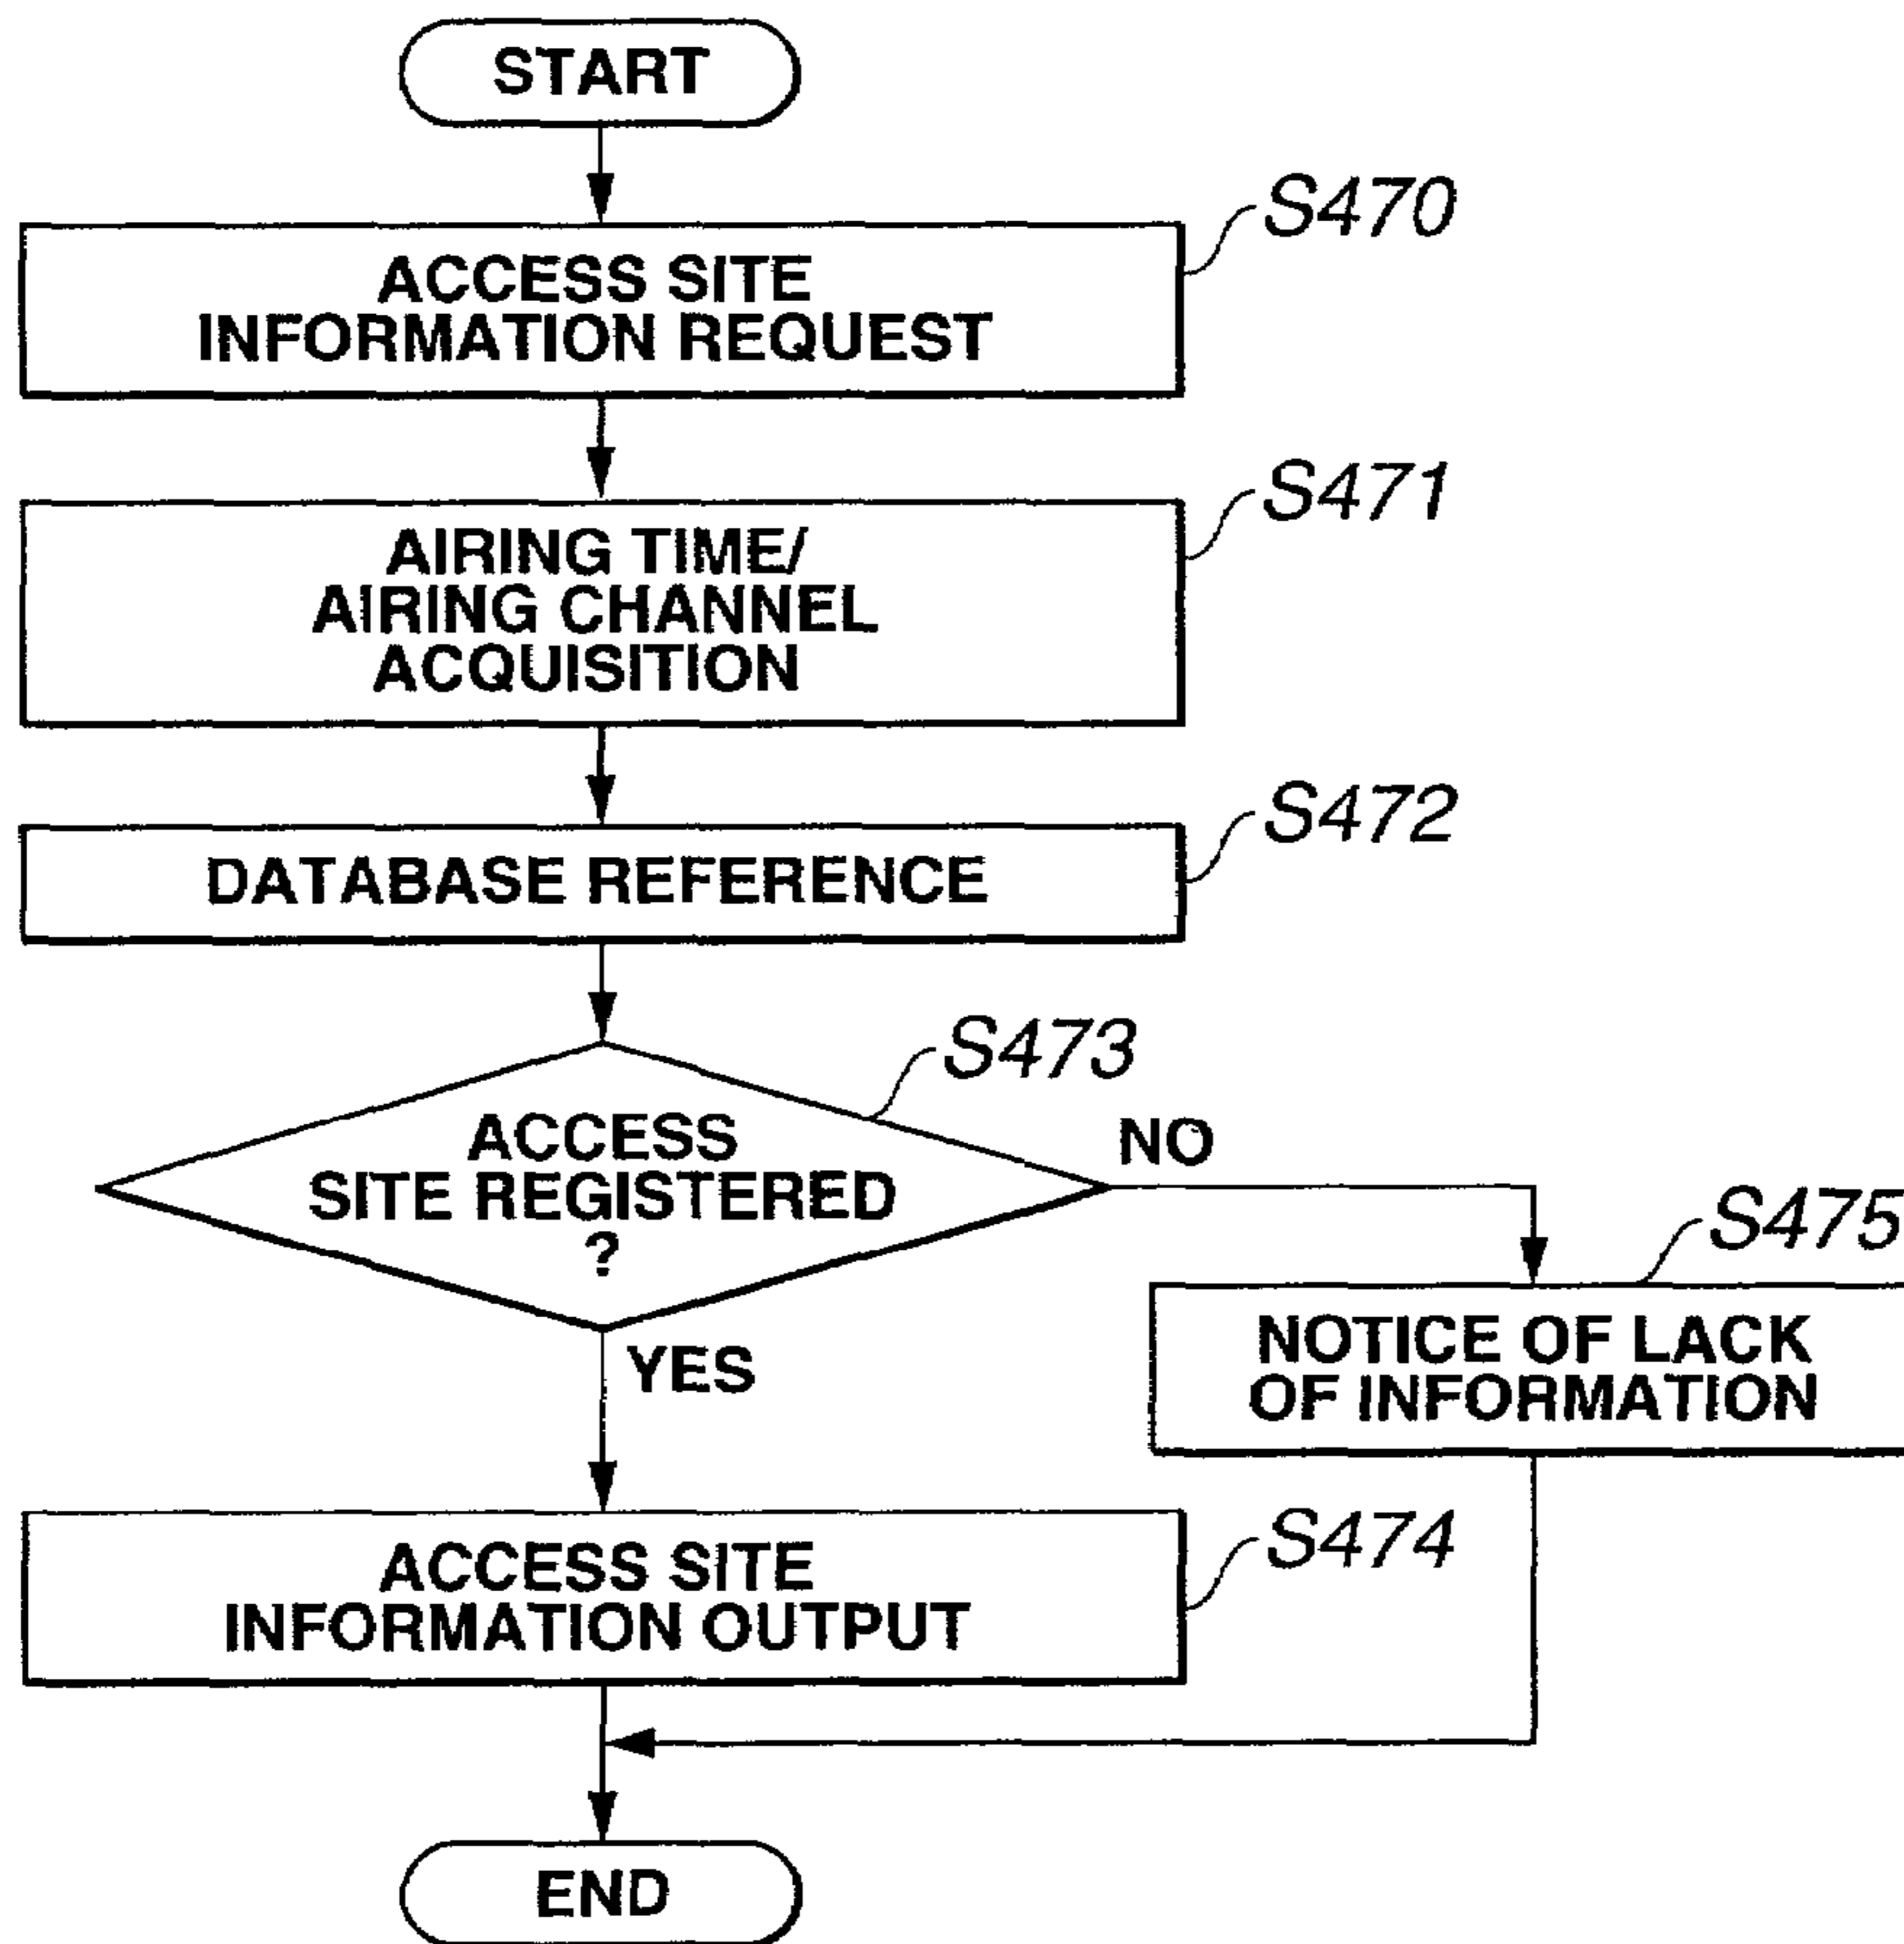 START
S470
ACCESS SITE
INFORMATION REQUEST
S471
AIRING TIME/
AIRING CHANNEL
ACQUISITION
S472
DATABASE REFERENCE
S473
ACCESS
SITE REGISTERED
?
NO
YES
S475
NOTICE OF LACK
OF INFORMATION
S474
ACCESS SITE
INFORMATION OUTPUT
END